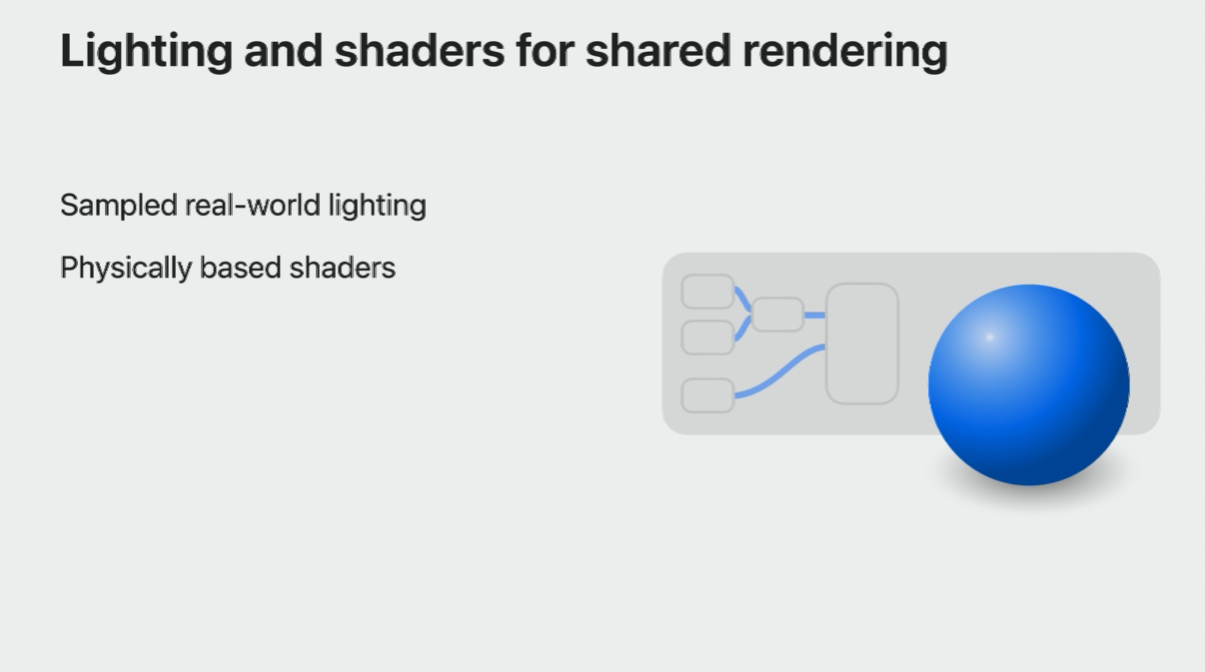 Lighting and shaders for shared rendering
Sampled real-world lighting
Physically based shaders